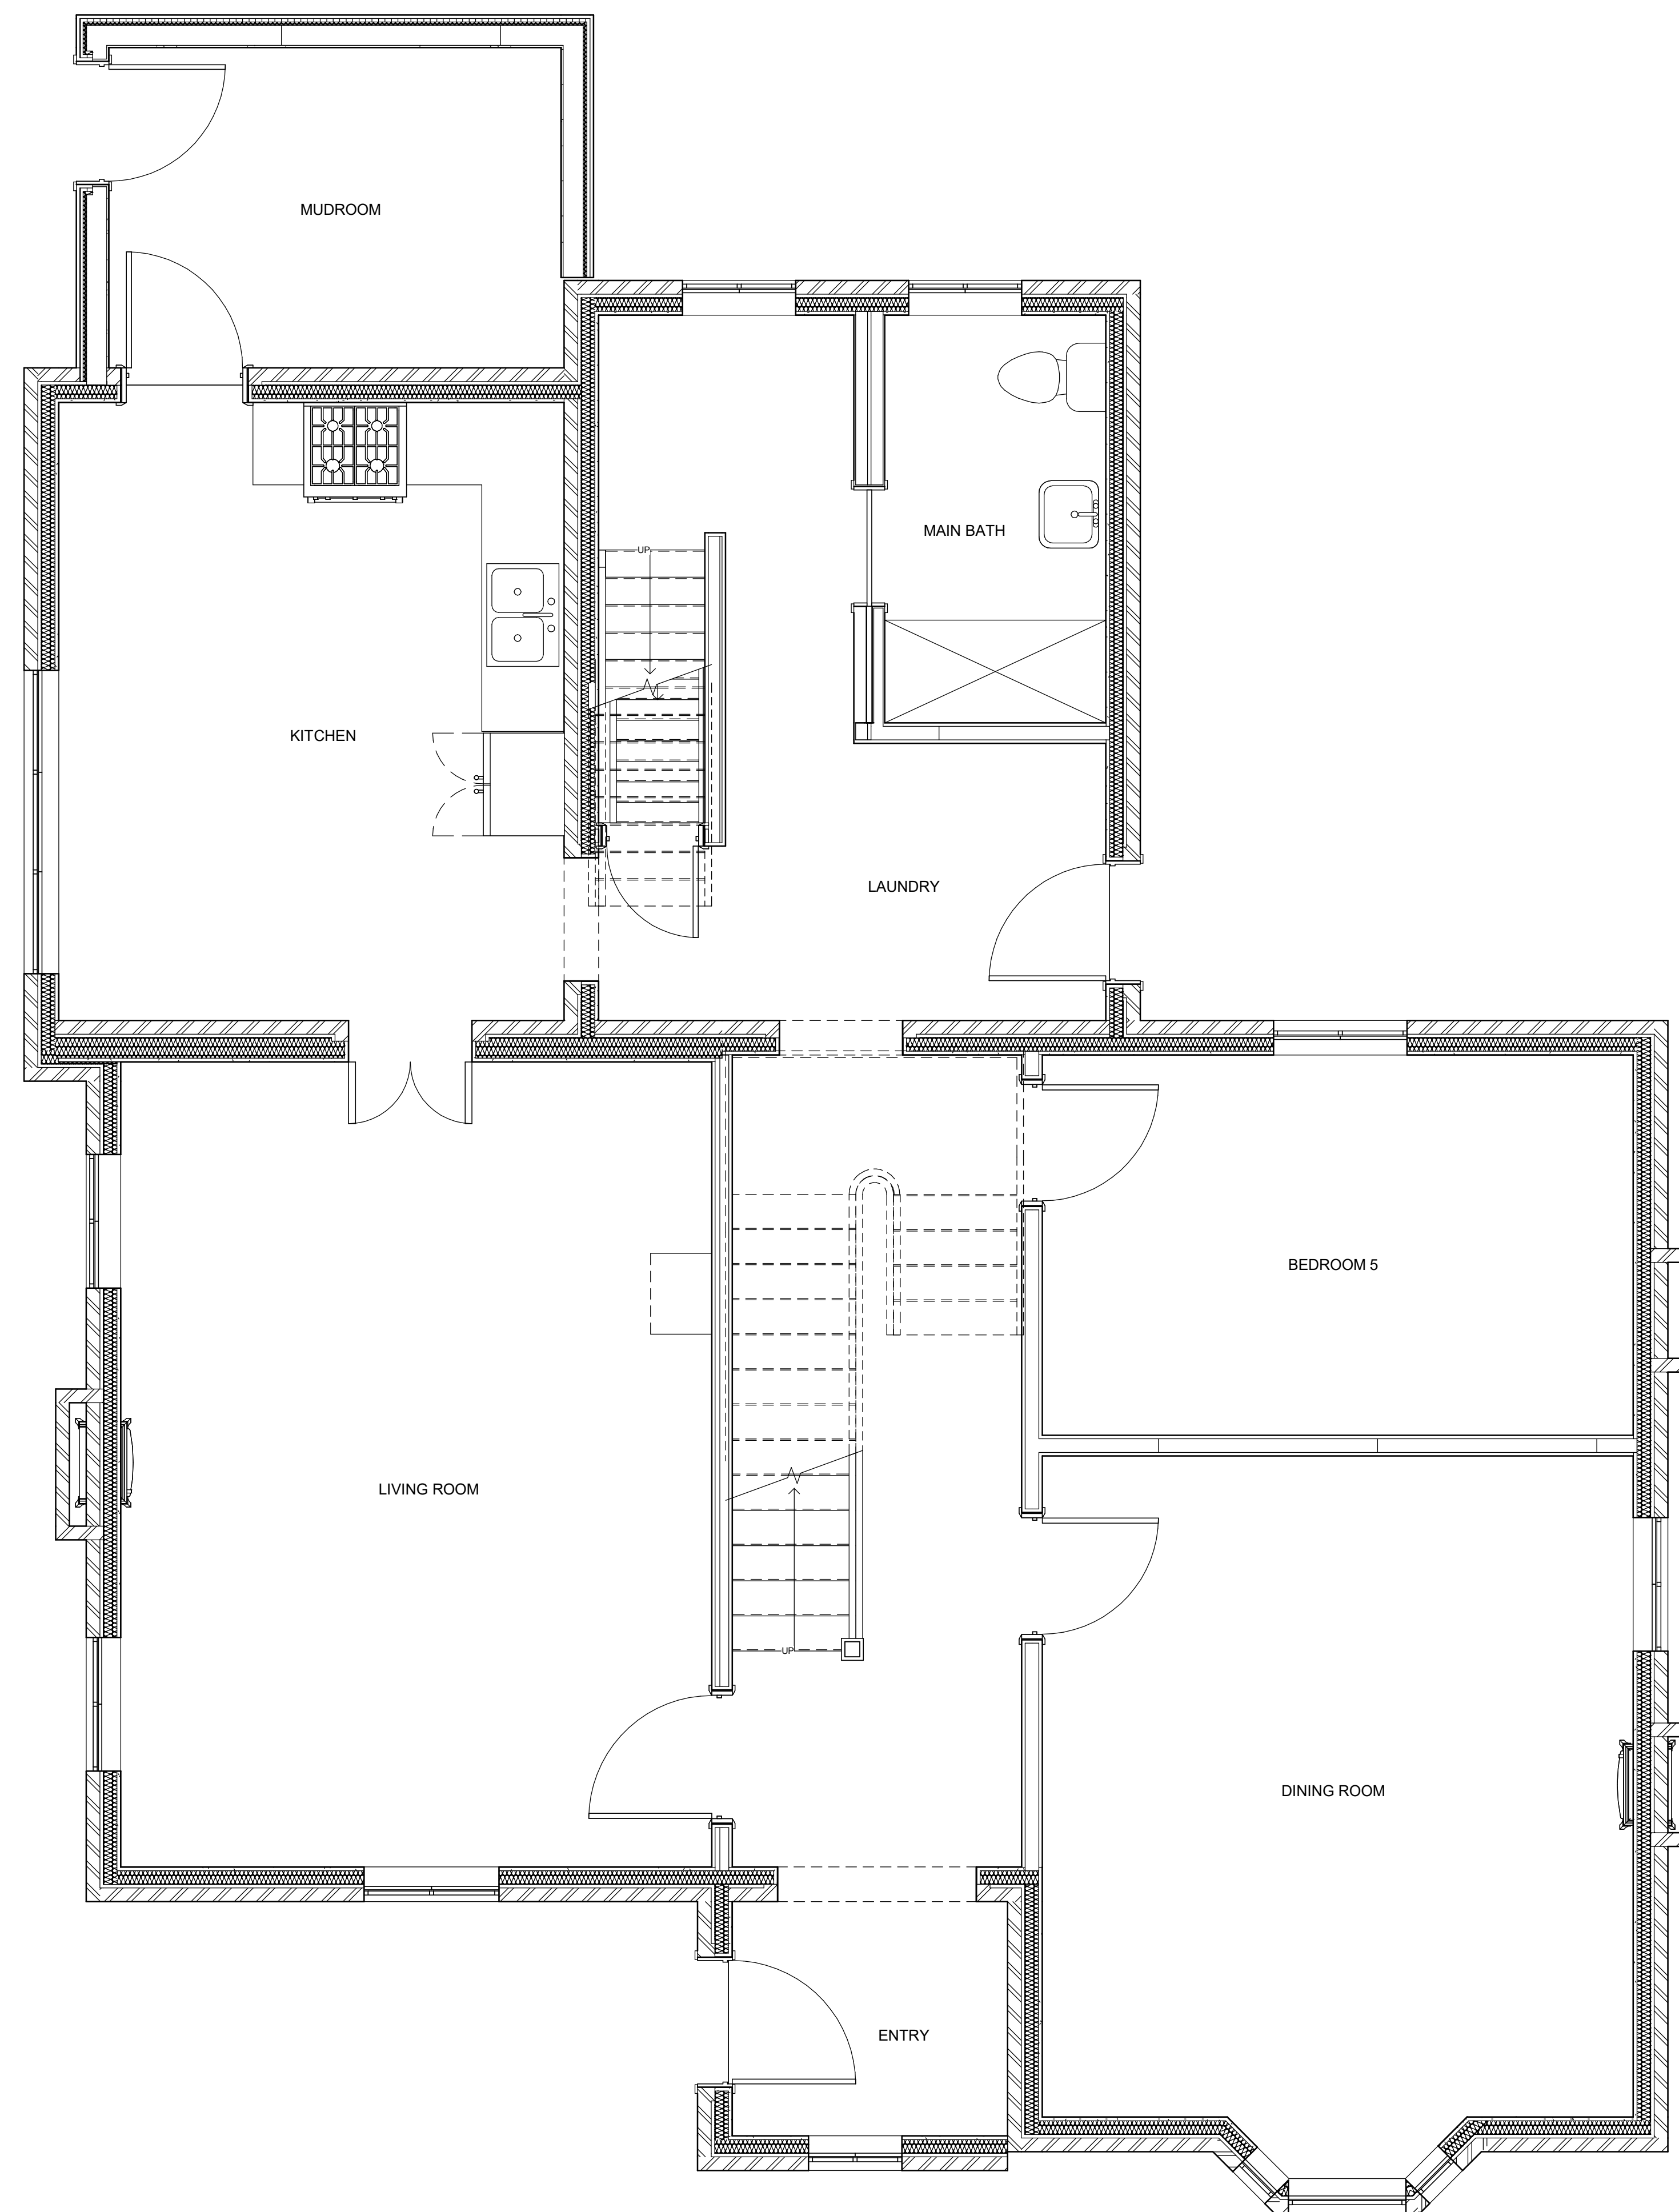 MUDROOM
MAIN BATH
UP
KITCHEN
LAUNDRY
BEDROOM 5
LIVING ROOM
UP
DINING ROOM
ENTRY